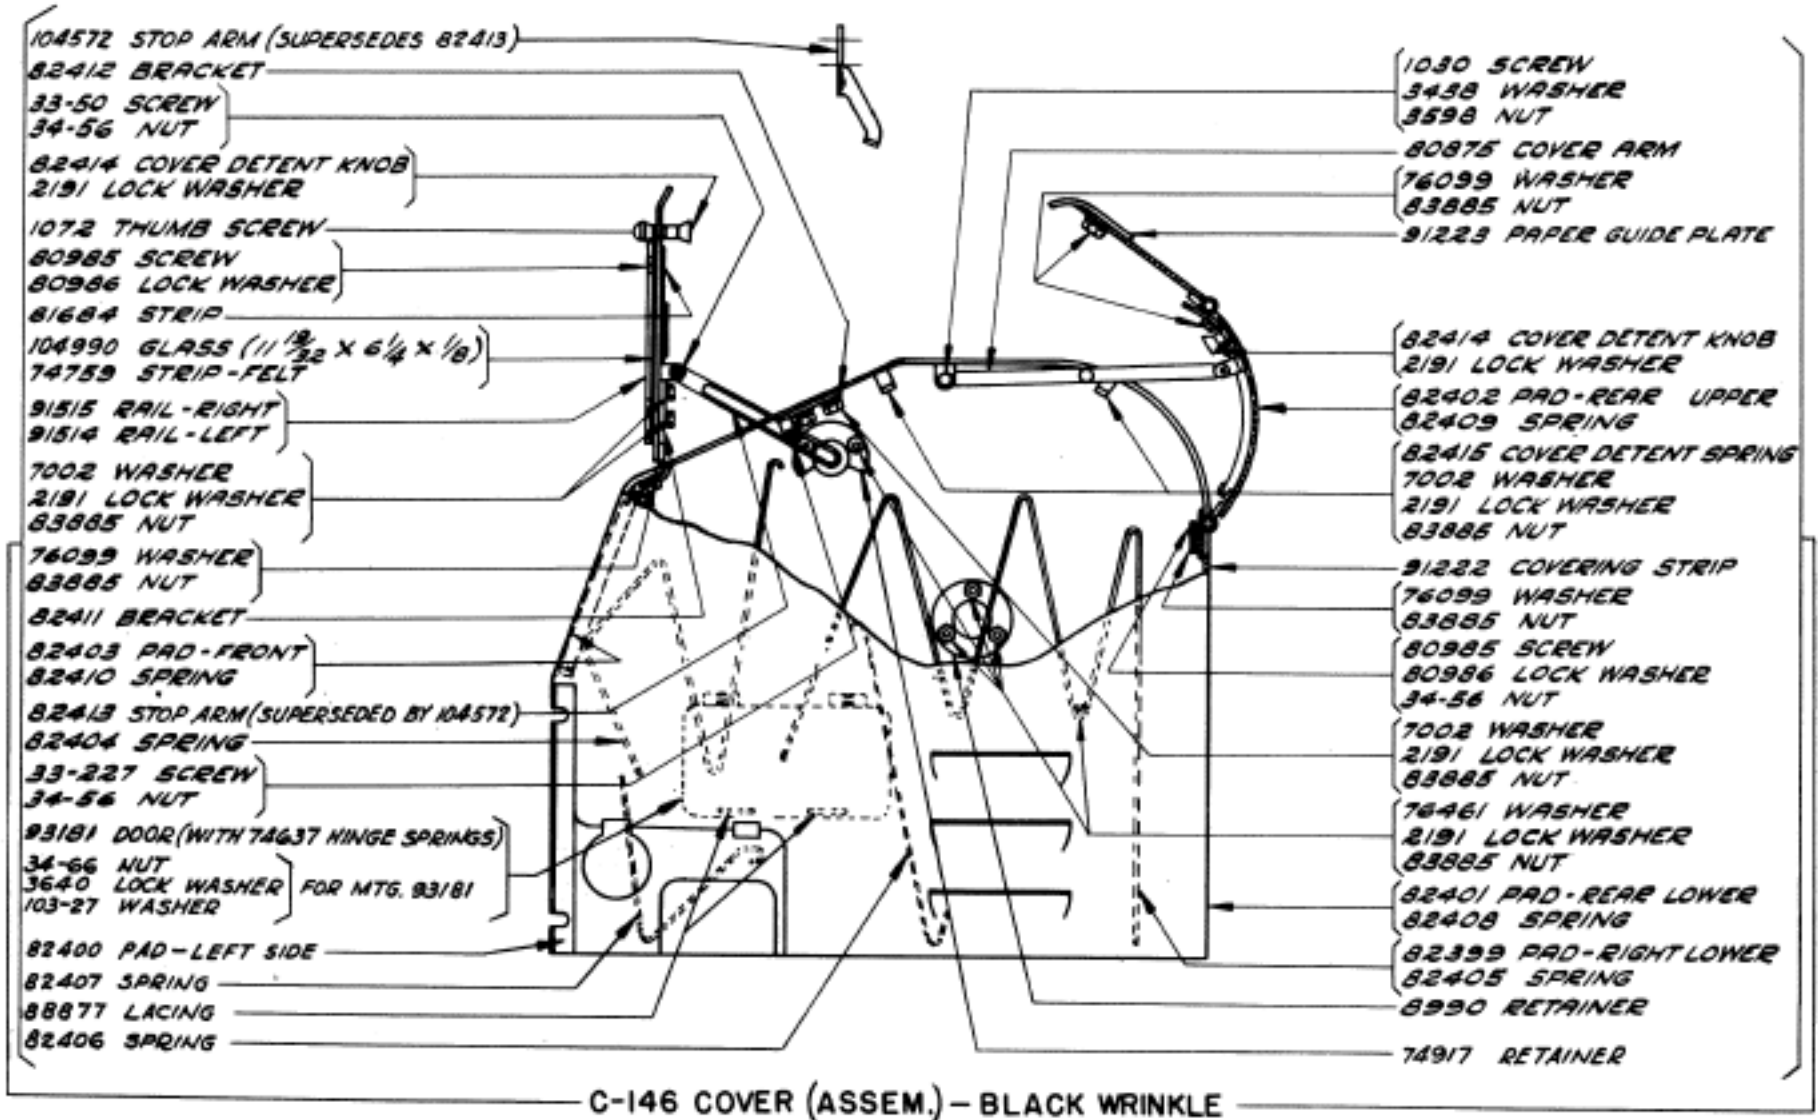 104572 STOP ARM (SUPERSEDES 82413)
82412 BRACKET
33-50 SCREW
34-56 NUT
82414 COVER DETENT KNOB
2191 LOCK WASHER
1072 THUMB SCREW
80985 SCREW
80986 LOCK WASHER
81684 STRIP
104990 GLASS (11 19/32 X 6 1/4 X 1/8)
74759 STRIP-FELT
91515 RAIL-RIGHT
91514 RAIL-LEFT
7002 WASHER
2191 LOCK WASHER
83885 NUT
76099 WASHER
83885 NUT
82411 BRACKET
82403 PAD-FRONT
82410 SPRING
82413 STOP ARM (SUPERSEDED BY 104572)
82404 SPRING
33-227 SCREW
34-56 NUT
93181 DOOR (WITH 74637 HINGE SPRINGS)
34-66 NUT
3640 LOCK WASHER
103-27 WASHER
FOR MTG. 93181
82400 PAD-LEFT SIDE
82407 SPRING
88877 LACING
82406 SPRING
1030 SCREW
3438 WASHER
3598 NUT
80875 COVER ARM
76099 WASHER
83885 NUT
91223 PAPER GUIDE PLATE
82414 COVER DETENT KNOB
2191 LOCK WASHER
82402 PAD-REAR UPPER
82409 SPRING
82415 COVER DETENT SPRING
7002 WASHER
2191 LOCK WASHER
83885 NUT
91222 COVERING STRIP
76099 WASHER
83885 NUT
80985 SCREW
80986 LOCK WASHER
34-56 NUT
7002 WASHER
2191 LOCK WASHER
83885 NUT
76461 WASHER
2191 LOCK WASHER
83885 NUT
82401 PAD-REAR LOWER
82408 SPRING
82399 PAD-RIGHT LOWER
82405 SPRING
8990 RETAINER
74917 RETAINER
C-146 COVER (ASSEM.) - BLACK WRINKLE